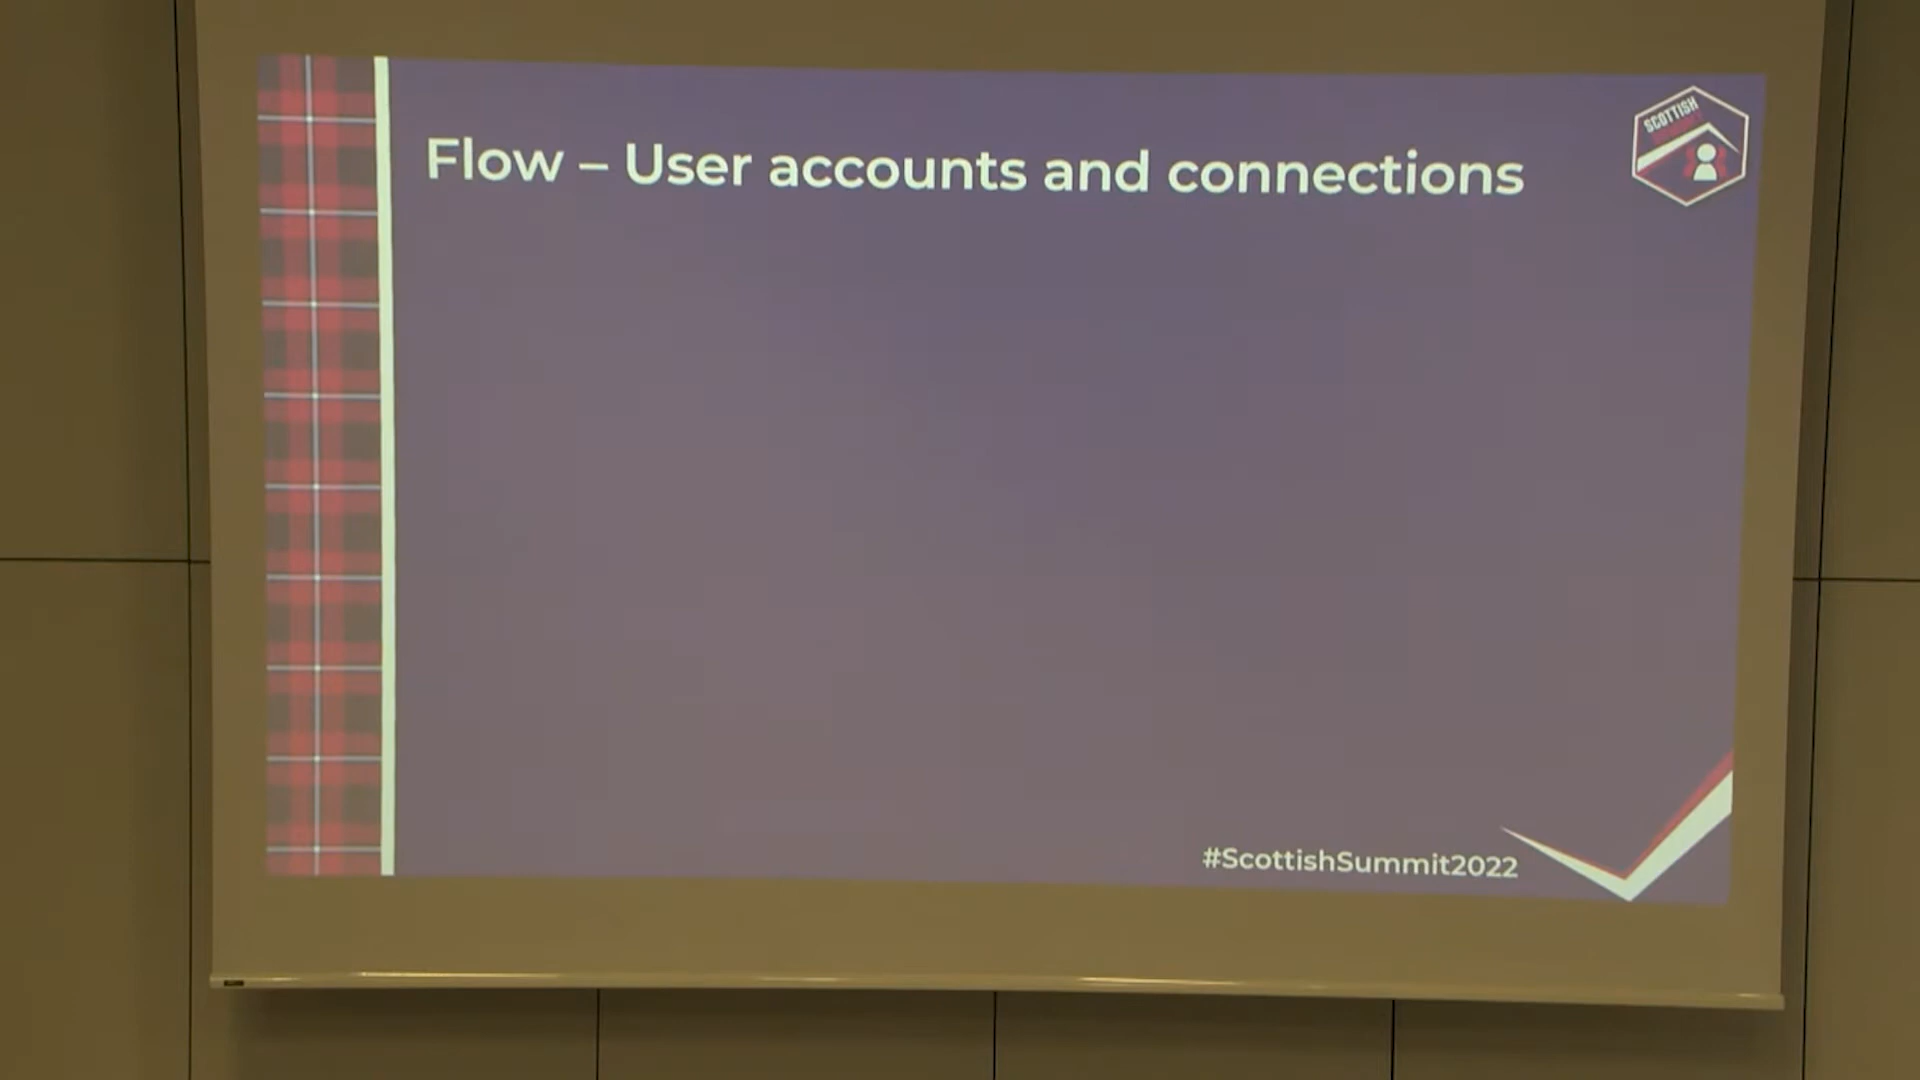 SCOTTISH
Flow – User accounts and connections
#ScottishSummit2022